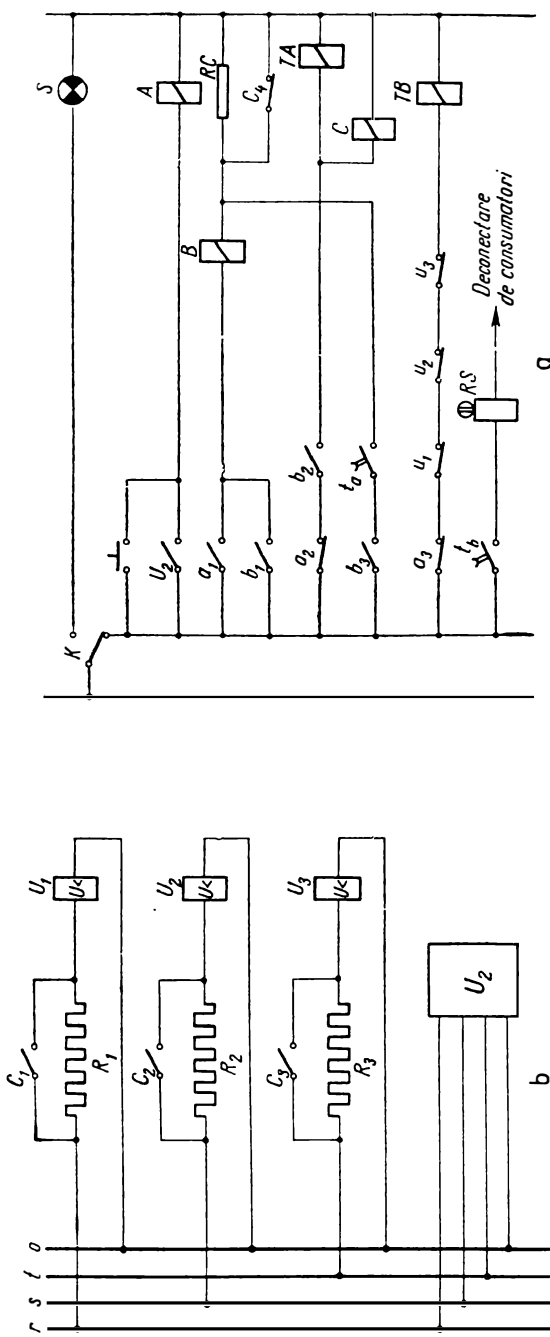 C₁
U₁
U<
R₁
C₂
U₂
U<
R₂
C₃
U₃
U<
R₃
r s t o
U₂
b
K
S
U₂
A
a₁
B
RC
b₁
C₄
a₂
b₂
TA
b₃
tₐ
C
a₃
u₁
u₂
u₃
TB
t_b
RS
Deconectare
de consumatori
a